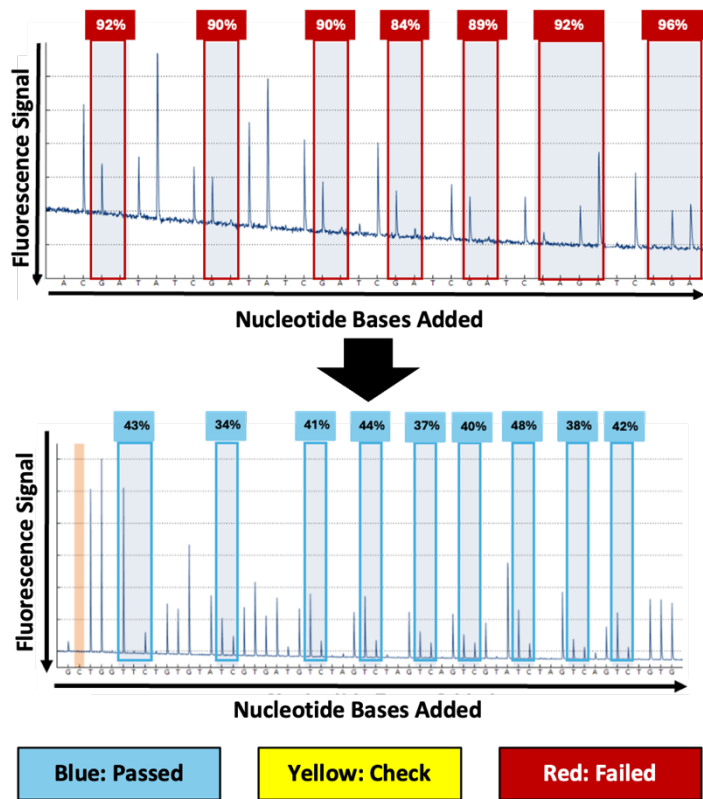 92% 90% 90% 84% 89% 92% 96%
Fluorescence Signal
A C G A T A T C G A T A T C G A T C G A T C G A T C A A G A T C A G A
Nucleotide Bases Added
43% 34% 41% 44% 37% 40% 48% 38% 42%
Fluorescence Signal
G C T G G T T C T G T G T A T C G T G A T G T C T A G T C T A G T C A G T C G T A T C T A G T C A G T C T G T G
Nucleotide Bases Added
Blue: Passed Yellow: Check Red: Failed